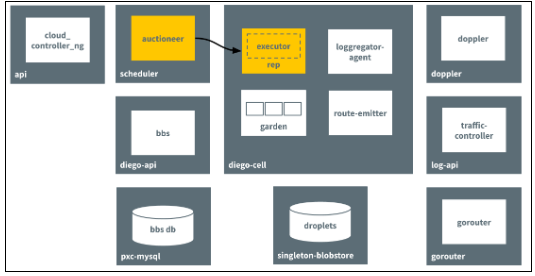 cloud_
controller_ng
api
auctioneer
scheduler
executor
rep
loggregator-
agent
garden
route-emitter
diego-cell
doppler
doppler
bbs
diego-api
traffic-
controller
log-api
bbs db
pxc-mysql
droplets
singleton-blobstore
gorouter
gorouter